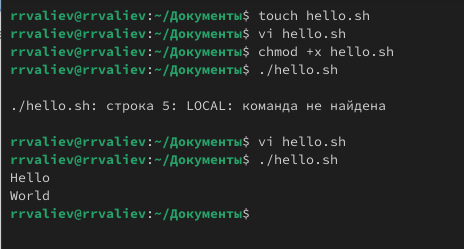 rrvaliev@rrvaliev:~/Документы$ touch hello.sh
rrvaliev@rrvaliev:~/Документы$ vi hello.sh
rrvaliev@rrvaliev:~/Документы$ chmod +x hello.sh
rrvaliev@rrvaliev:~/Документы$ ./hello.sh
./hello.sh: строка 5: LOCAL: команда не найдена
rrvaliev@rrvaliev:~/Документы$ vi hello.sh
rrvaliev@rrvaliev:~/Документы$ ./hello.sh
Hello
World
rrvaliev@rrvaliev:~/Документы$